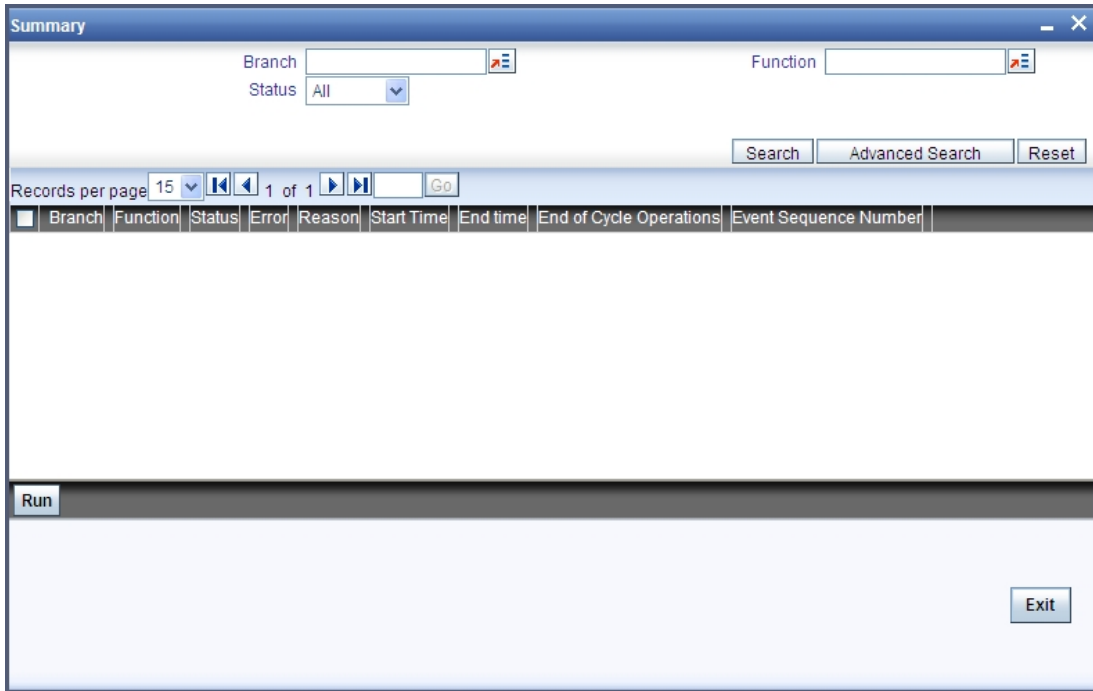 Summary
Branch Function
Status All
Search Advanced Search Reset
Records per page 15 1 of 1 Go
Branch Function Status Error Reason Start Time End time End of Cycle Operations Event Sequence Number
Run
Exit